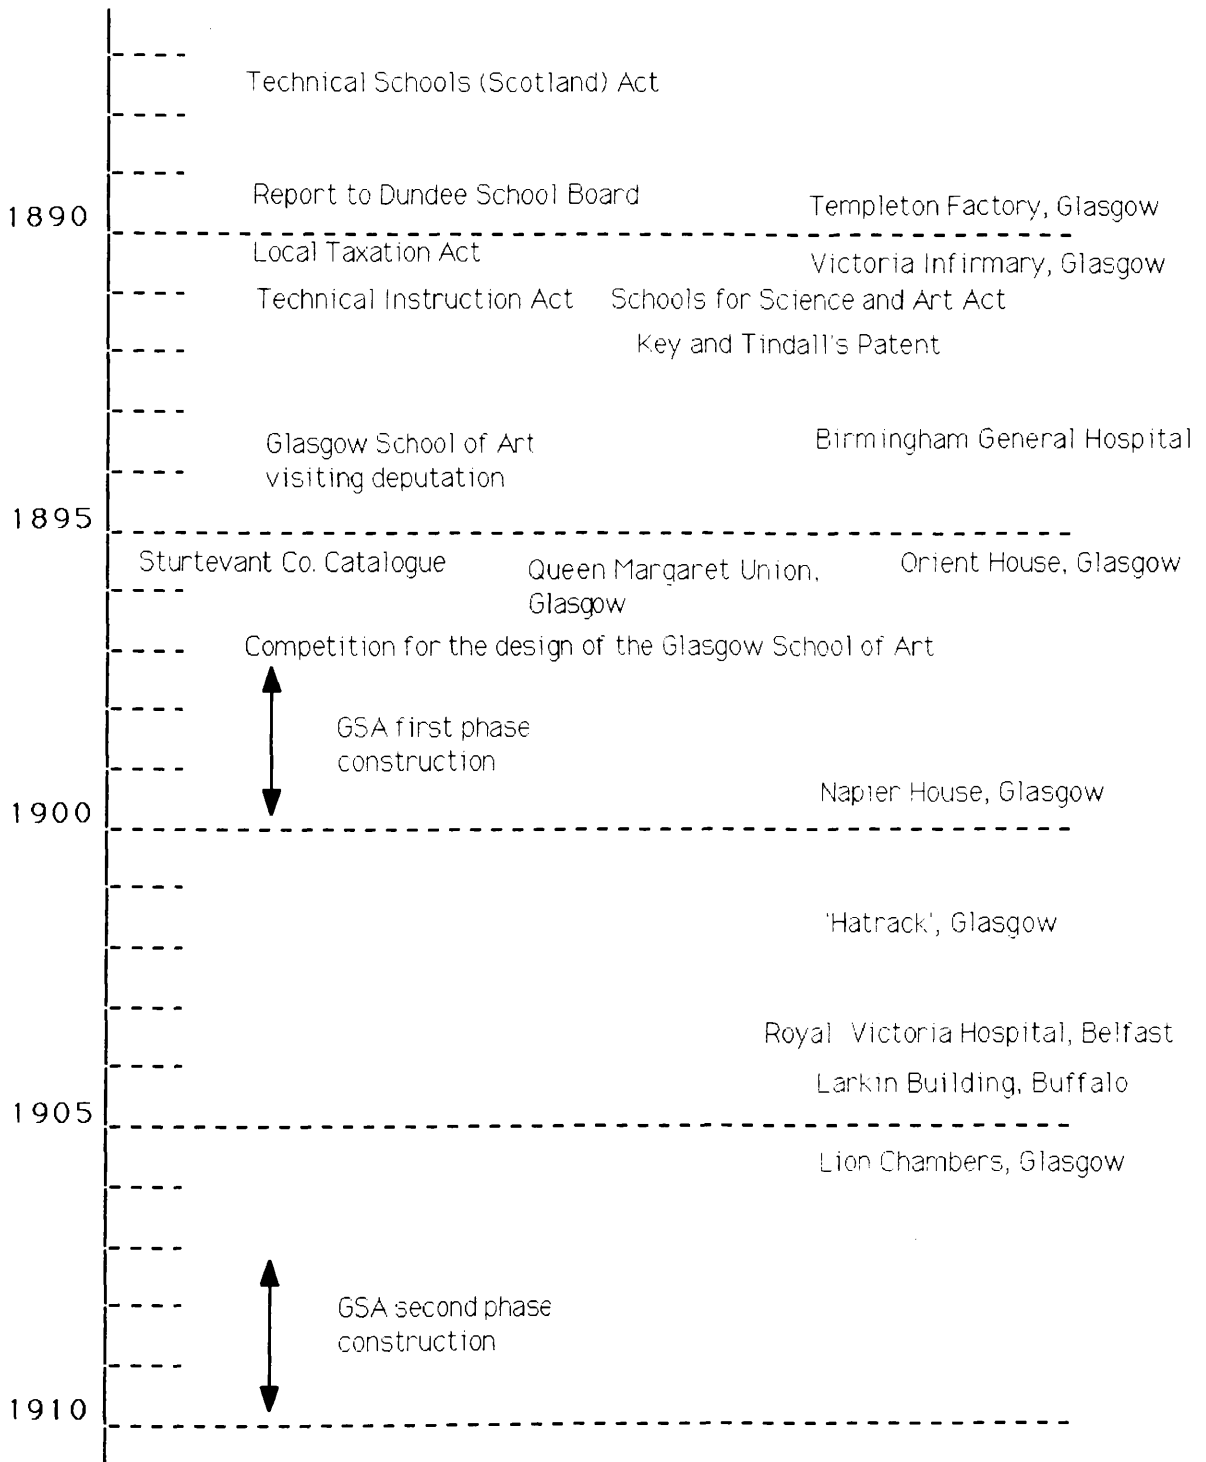 Technical Schools (Scotland) Act
Report to Dundee School Board
1890
Templeton Factory, Glasgow
Local Taxation Act
Victoria Infirmary, Glasgow
Technical Instruction Act
Schools for Science and Art Act
Key and Tindall's Patent
Glasgow School of Art
visiting deputation
Birmingham General Hospital
1895
Sturtevant Co. Catalogue
Queen Margaret Union,
Glasgow
Orient House, Glasgow
Competition for the design of the Glasgow School of Art
GSA first phase
construction
Napier House, Glasgow
1900
'Hatrack', Glasgow
Royal Victoria Hospital, Belfast
Larkin Building, Buffalo
1905
Lion Chambers, Glasgow
GSA second phase
construction
1910